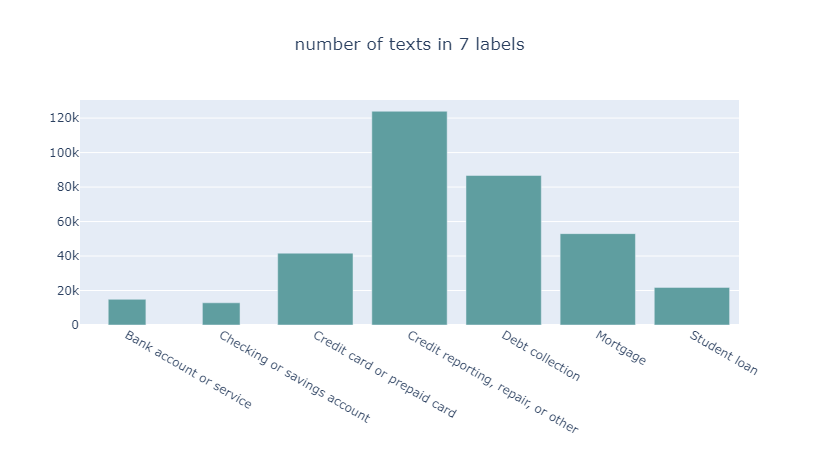 number of texts in 7 labels
120k
100k
80k
60k
40k
20k
0
Bank account or service
Checking or savings account
Credit card or prepaid card
Credit reporting, repair, or other
Debt collection
Mortgage
Student loan